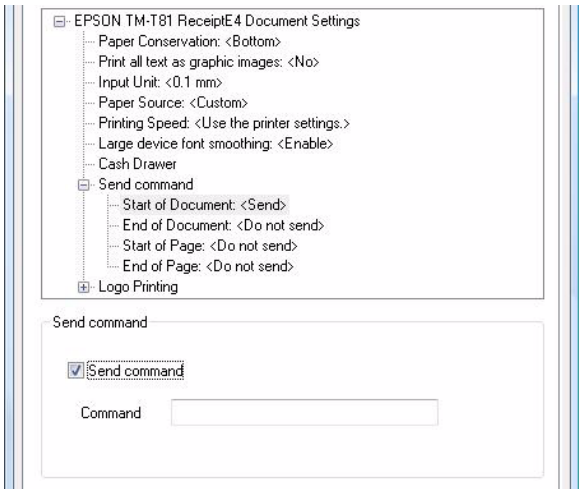 EPSON TM-T81 ReceiptE4 Document Settings
Paper Conservation: <Bottom>
Print all text as graphic images: <No>
Input Unit: <0.1 mm>
Paper Source: <Custom>
Printing Speed: <Use the printer settings.>
Large device font smoothing: <Enable>
Cash Drawer
Send command
Start of Document: <Send>
End of Document: <Do not send>
Start of Page: <Do not send>
End of Page: <Do not send>
Logo Printing
Send command
Send command
Command